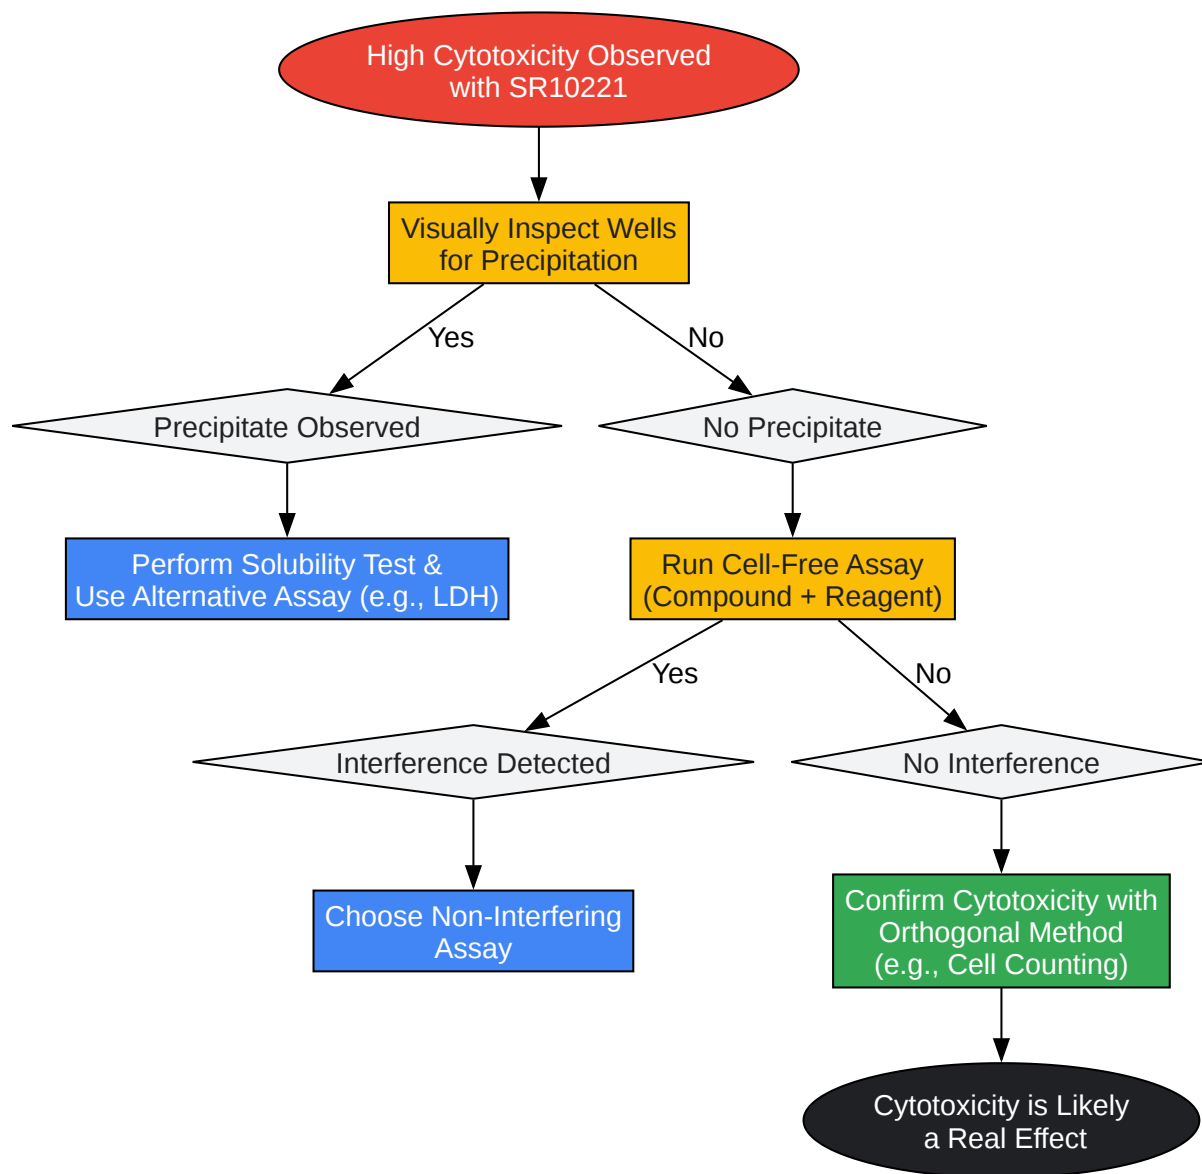 High Cytotoxicity Observed
with SR10221
Visually Inspect Wells
for Precipitation
Yes
No
Precipitate Observed
No Precipitate
Perform Solubility Test &
Use Alternative Assay (e.g., LDH)
Run Cell-Free Assay
(Compound + Reagent)
Yes
No
Interference Detected
No Interference
Choose Non-Interfering
Assay
Confirm Cytotoxicity with
Orthogonal Method
(e.g., Cell Counting)
Cytotoxicity is Likely
a Real Effect